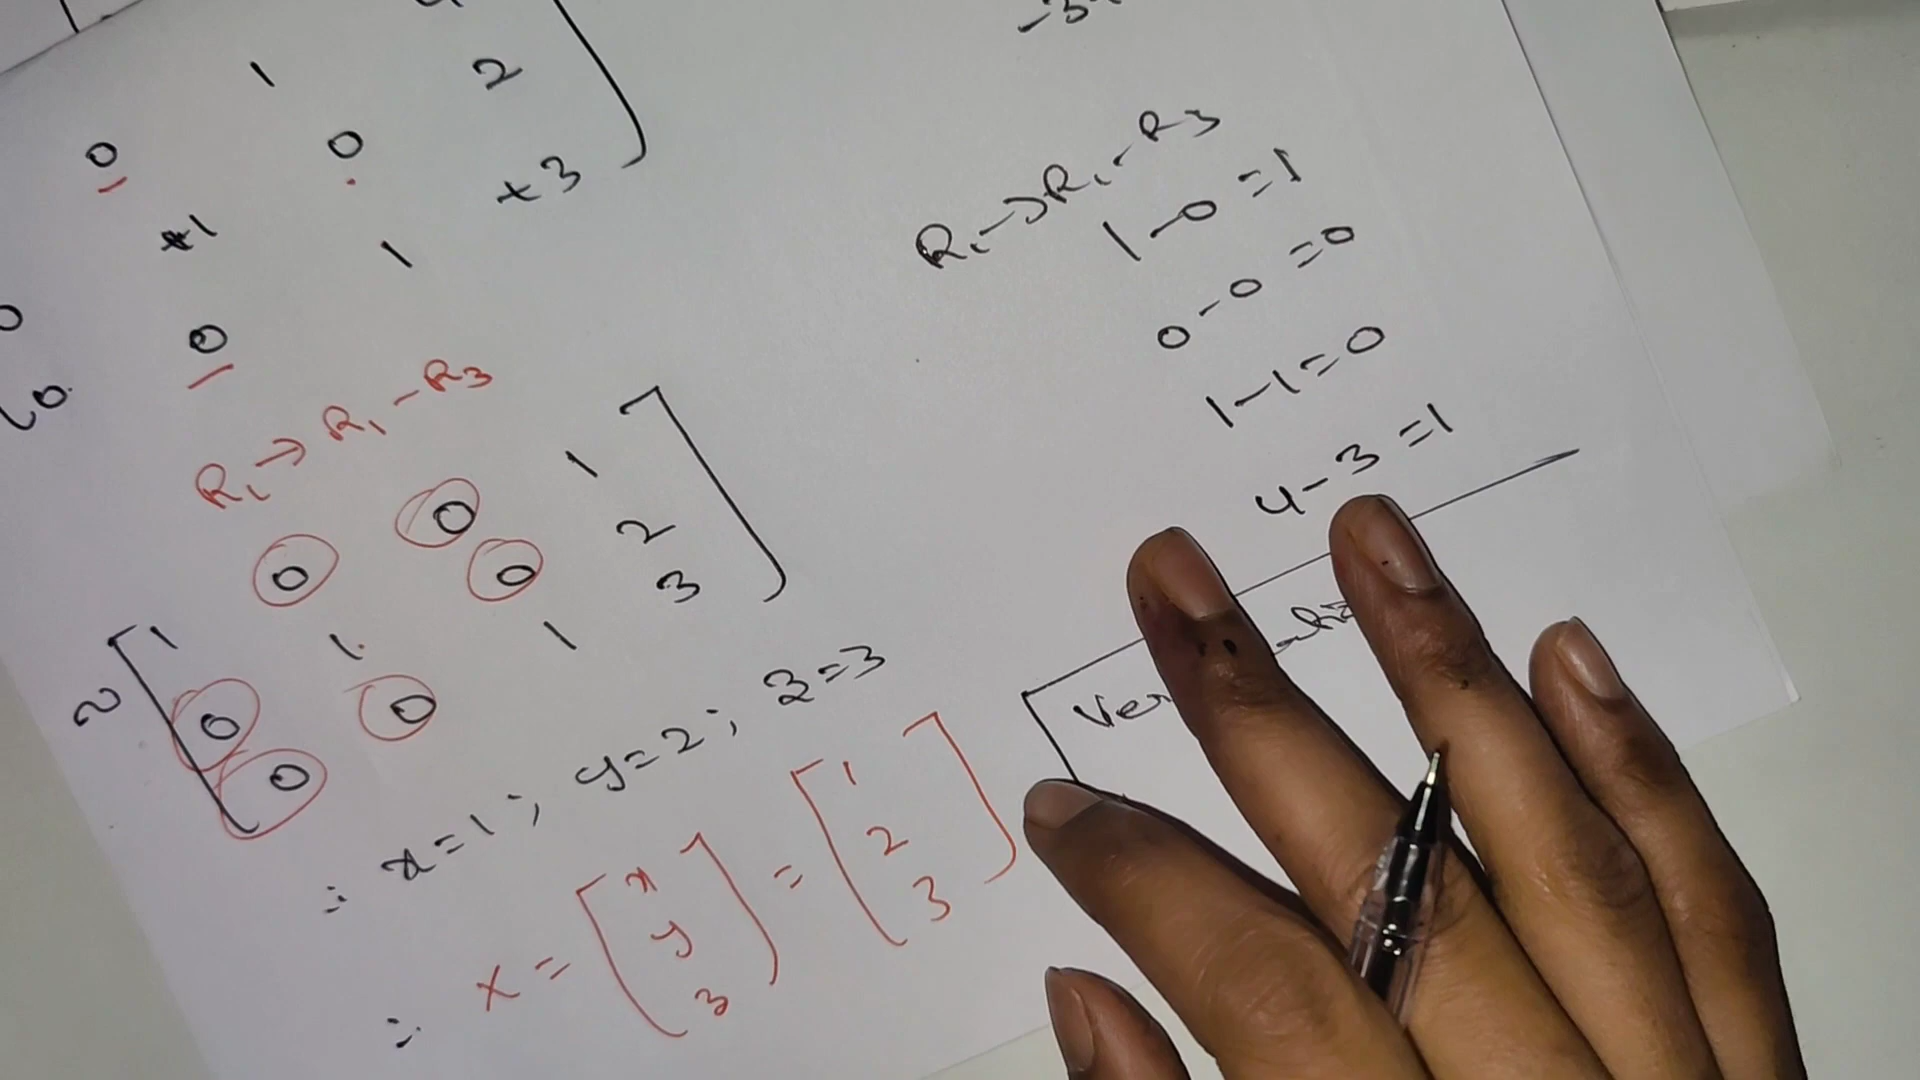 0 1 0 2
0 +1 1 +3
0. 0
R₁→R₁-R₃
~ [1 0 0 1
0 1. 0 2
0 0 1 3]
∴ x=1; y=2; z=3
∴ X = [x y z] = [1 2 3]
R₁→R₁-R₃
1-0=1
0-0=0
1-1=0
4-3=1